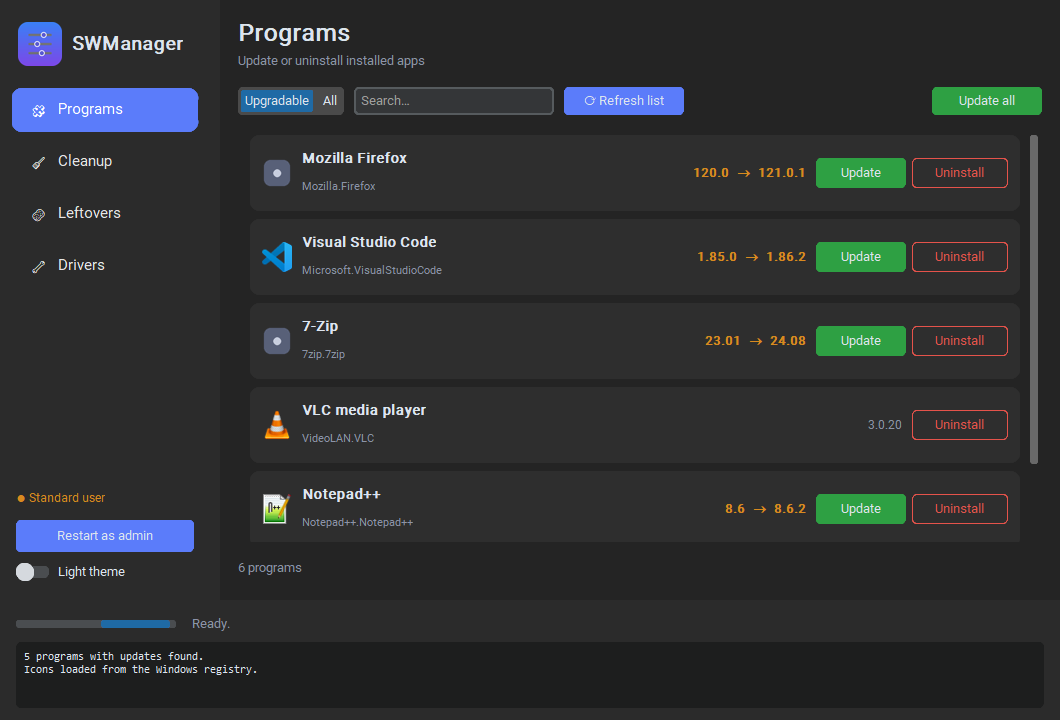 SWManager
Programs
Cleanup
Leftovers
Drivers
Standard user
Restart as admin
Light theme
Programs
Update or uninstall installed apps
Upgradable All Search... Refresh list Update all
Mozilla Firefox
Mozilla.Firefox
120.0 → 121.0.1 Update Uninstall
Visual Studio Code
Microsoft.VisualStudioCode
1.85.0 → 1.86.2 Update Uninstall
7-Zip
7zip.7zip
23.01 → 24.08 Update Uninstall
VLC media player
VideoLAN.VLC
3.0.20 Uninstall
Notepad++
Notepad++.Notepad++
8.6 → 8.6.2 Update Uninstall
6 programs
Ready.
5 programs with updates found.
Icons loaded from the Windows registry.